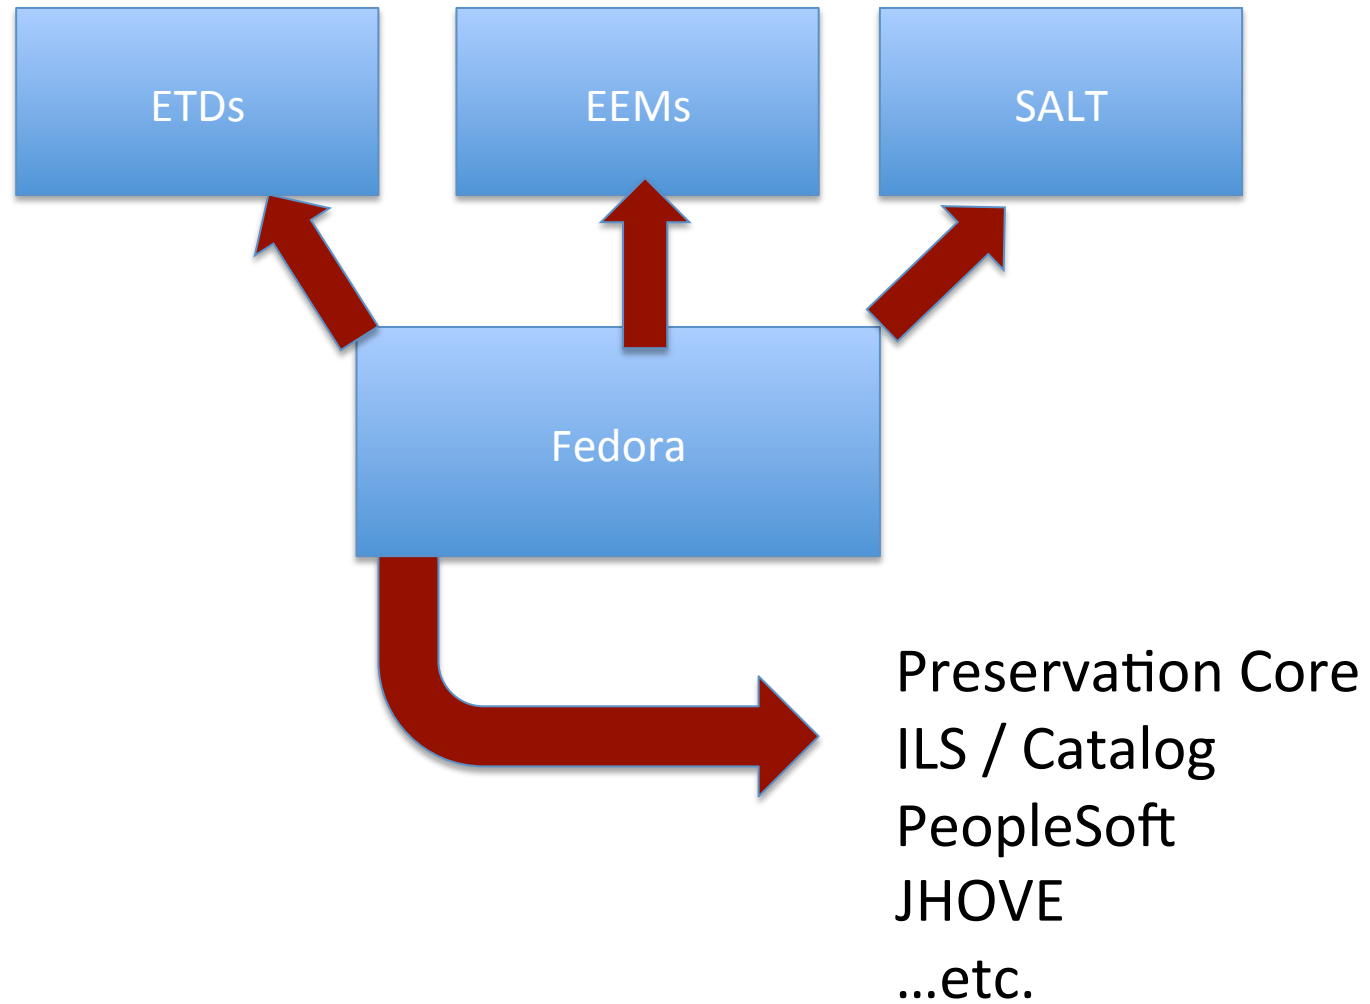 ETDs
EEMs
SALT
Fedora
Preservation Core
ILS / Catalog
PeopleSoft
JHOVE
...etc.